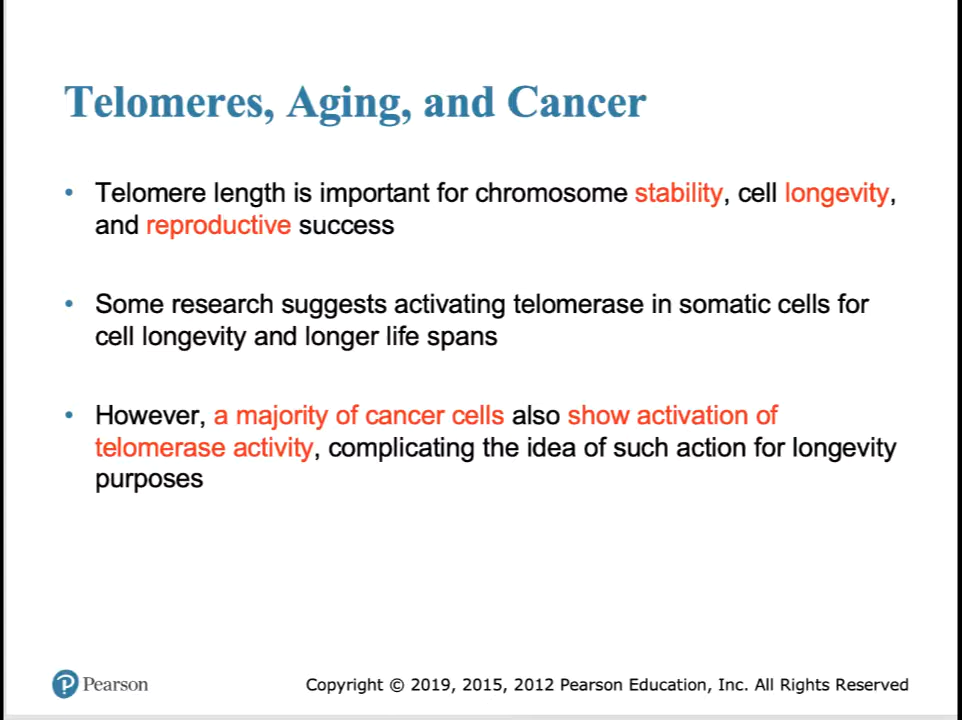 Telomeres, Aging, and Cancer
• Telomere length is important for chromosome stability, cell longevity,
and reproductive success
• Some research suggests activating telomerase in somatic cells for
cell longevity and longer life spans
• However, a majority of cancer cells also show activation of
telomerase activity, complicating the idea of such action for longevity
purposes
Pearson
Copyright © 2019, 2015, 2012 Pearson Education, Inc. All Rights Reserved